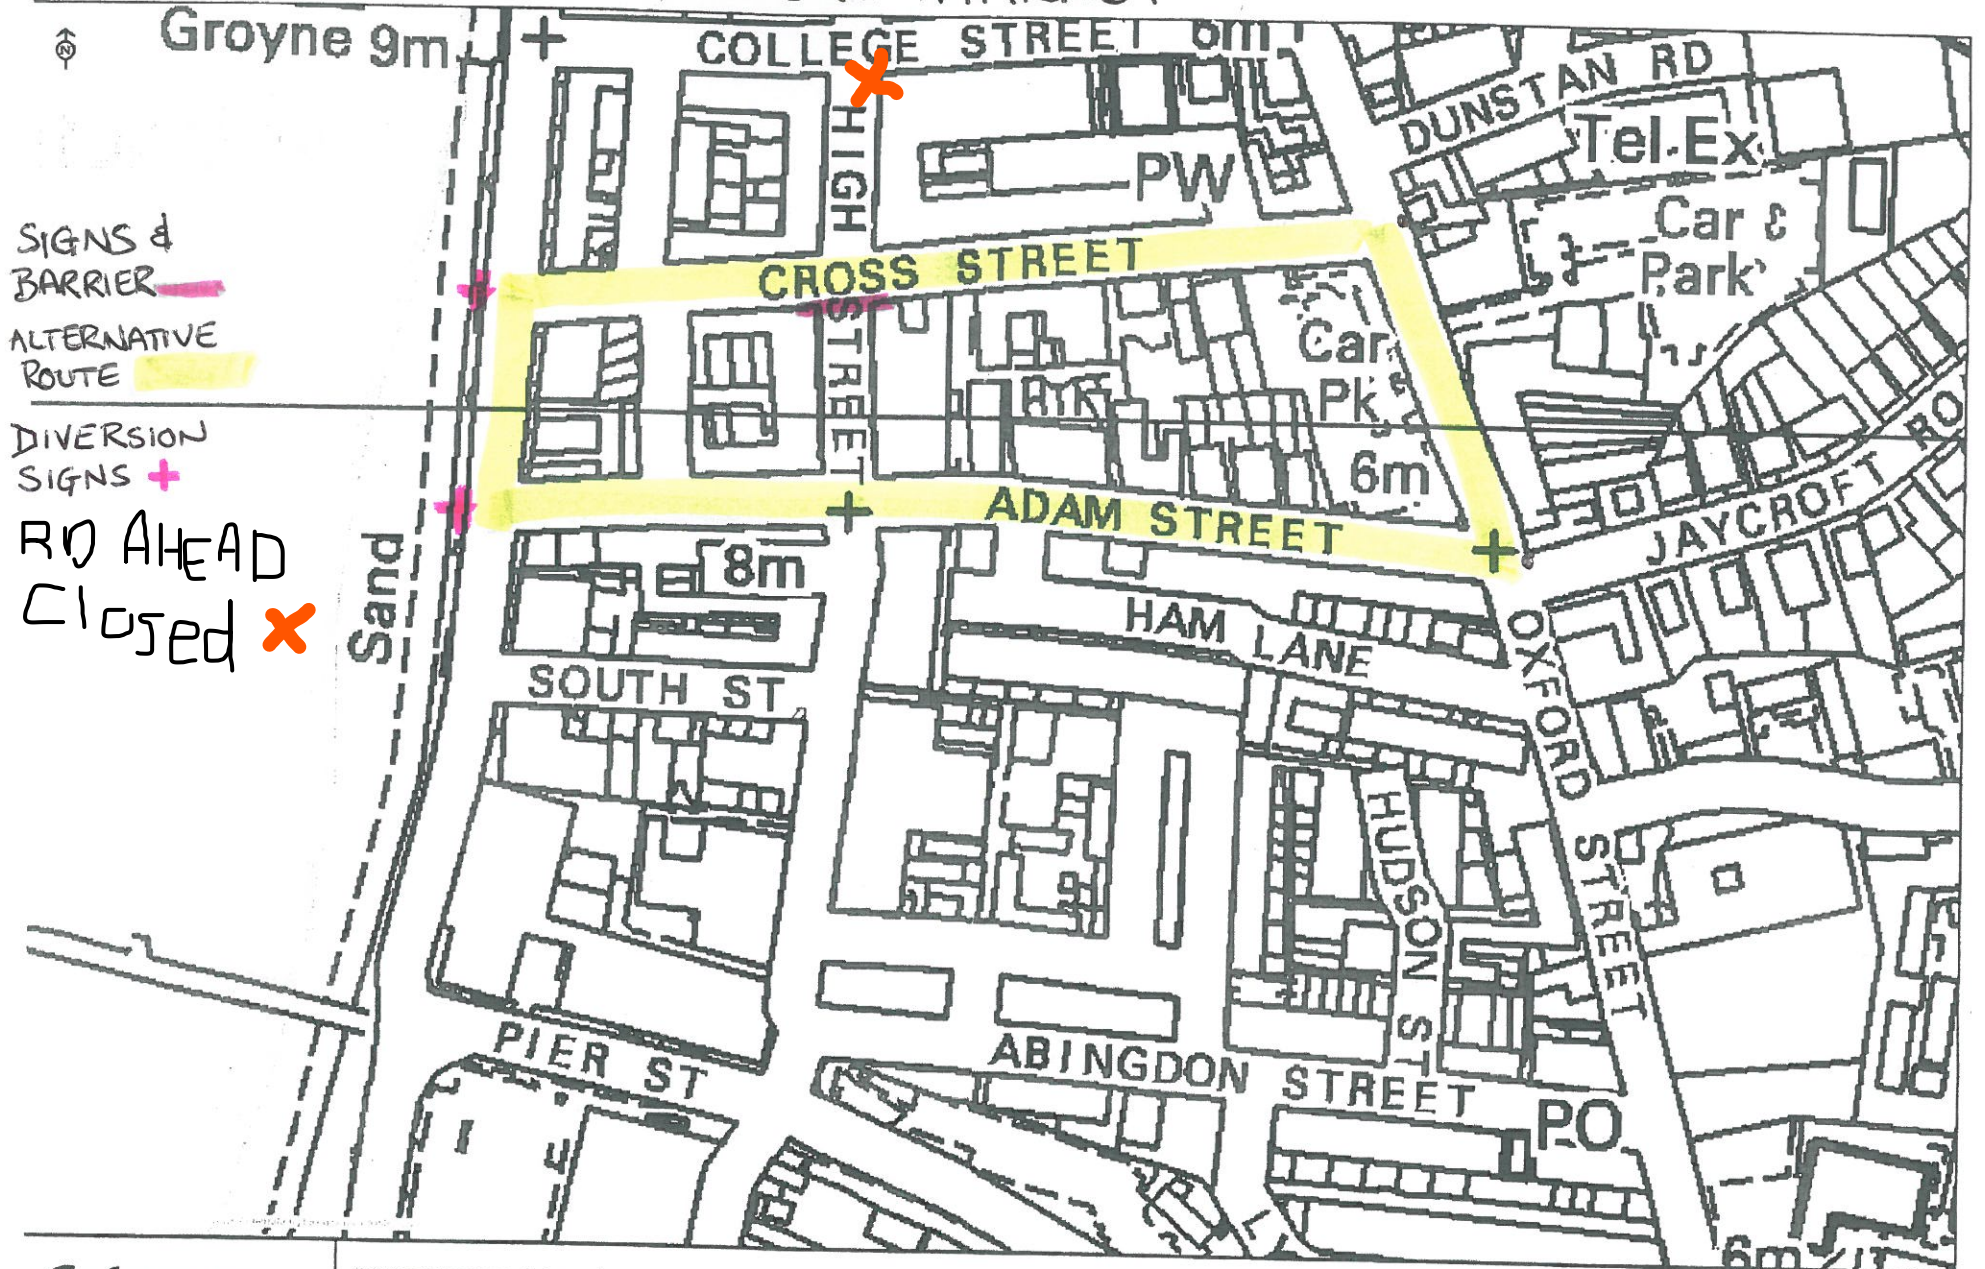 Groyne 9m
COLLEGE STREET 6m
DUNSTAN RD
Tel.Ex.
HIGH
PW
Car
Park
SIGNS &
BARRIER
CROSS STREET
ALTERNATIVE
ROUTE
STREET
Car
Pk
6m
DIVERSION
SIGNS +
JAYCROFT RO
ADAM STREET
RD AHEAD
Closed X
Sand
8m
HAM LANE
SOUTH ST
OXFORD STREET
HUDSON ST
PIER ST
ABINGDON STREET
PO
6m